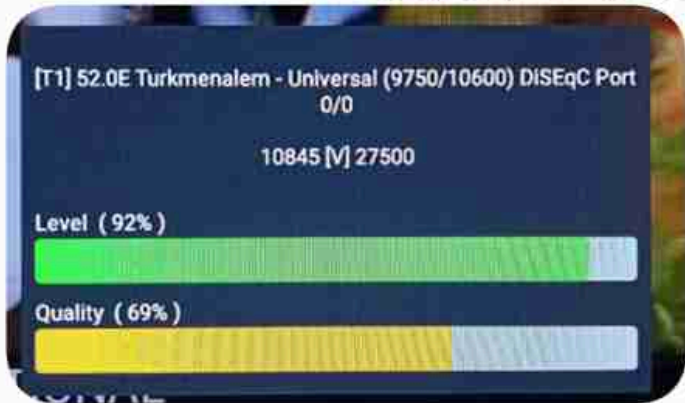 [T1] 52.0E Turkmenalem - Universal (9750/10600) DiSEqC Port
0/0
10845 [V] 27500
Level ( 92% )
Quality ( 69% )